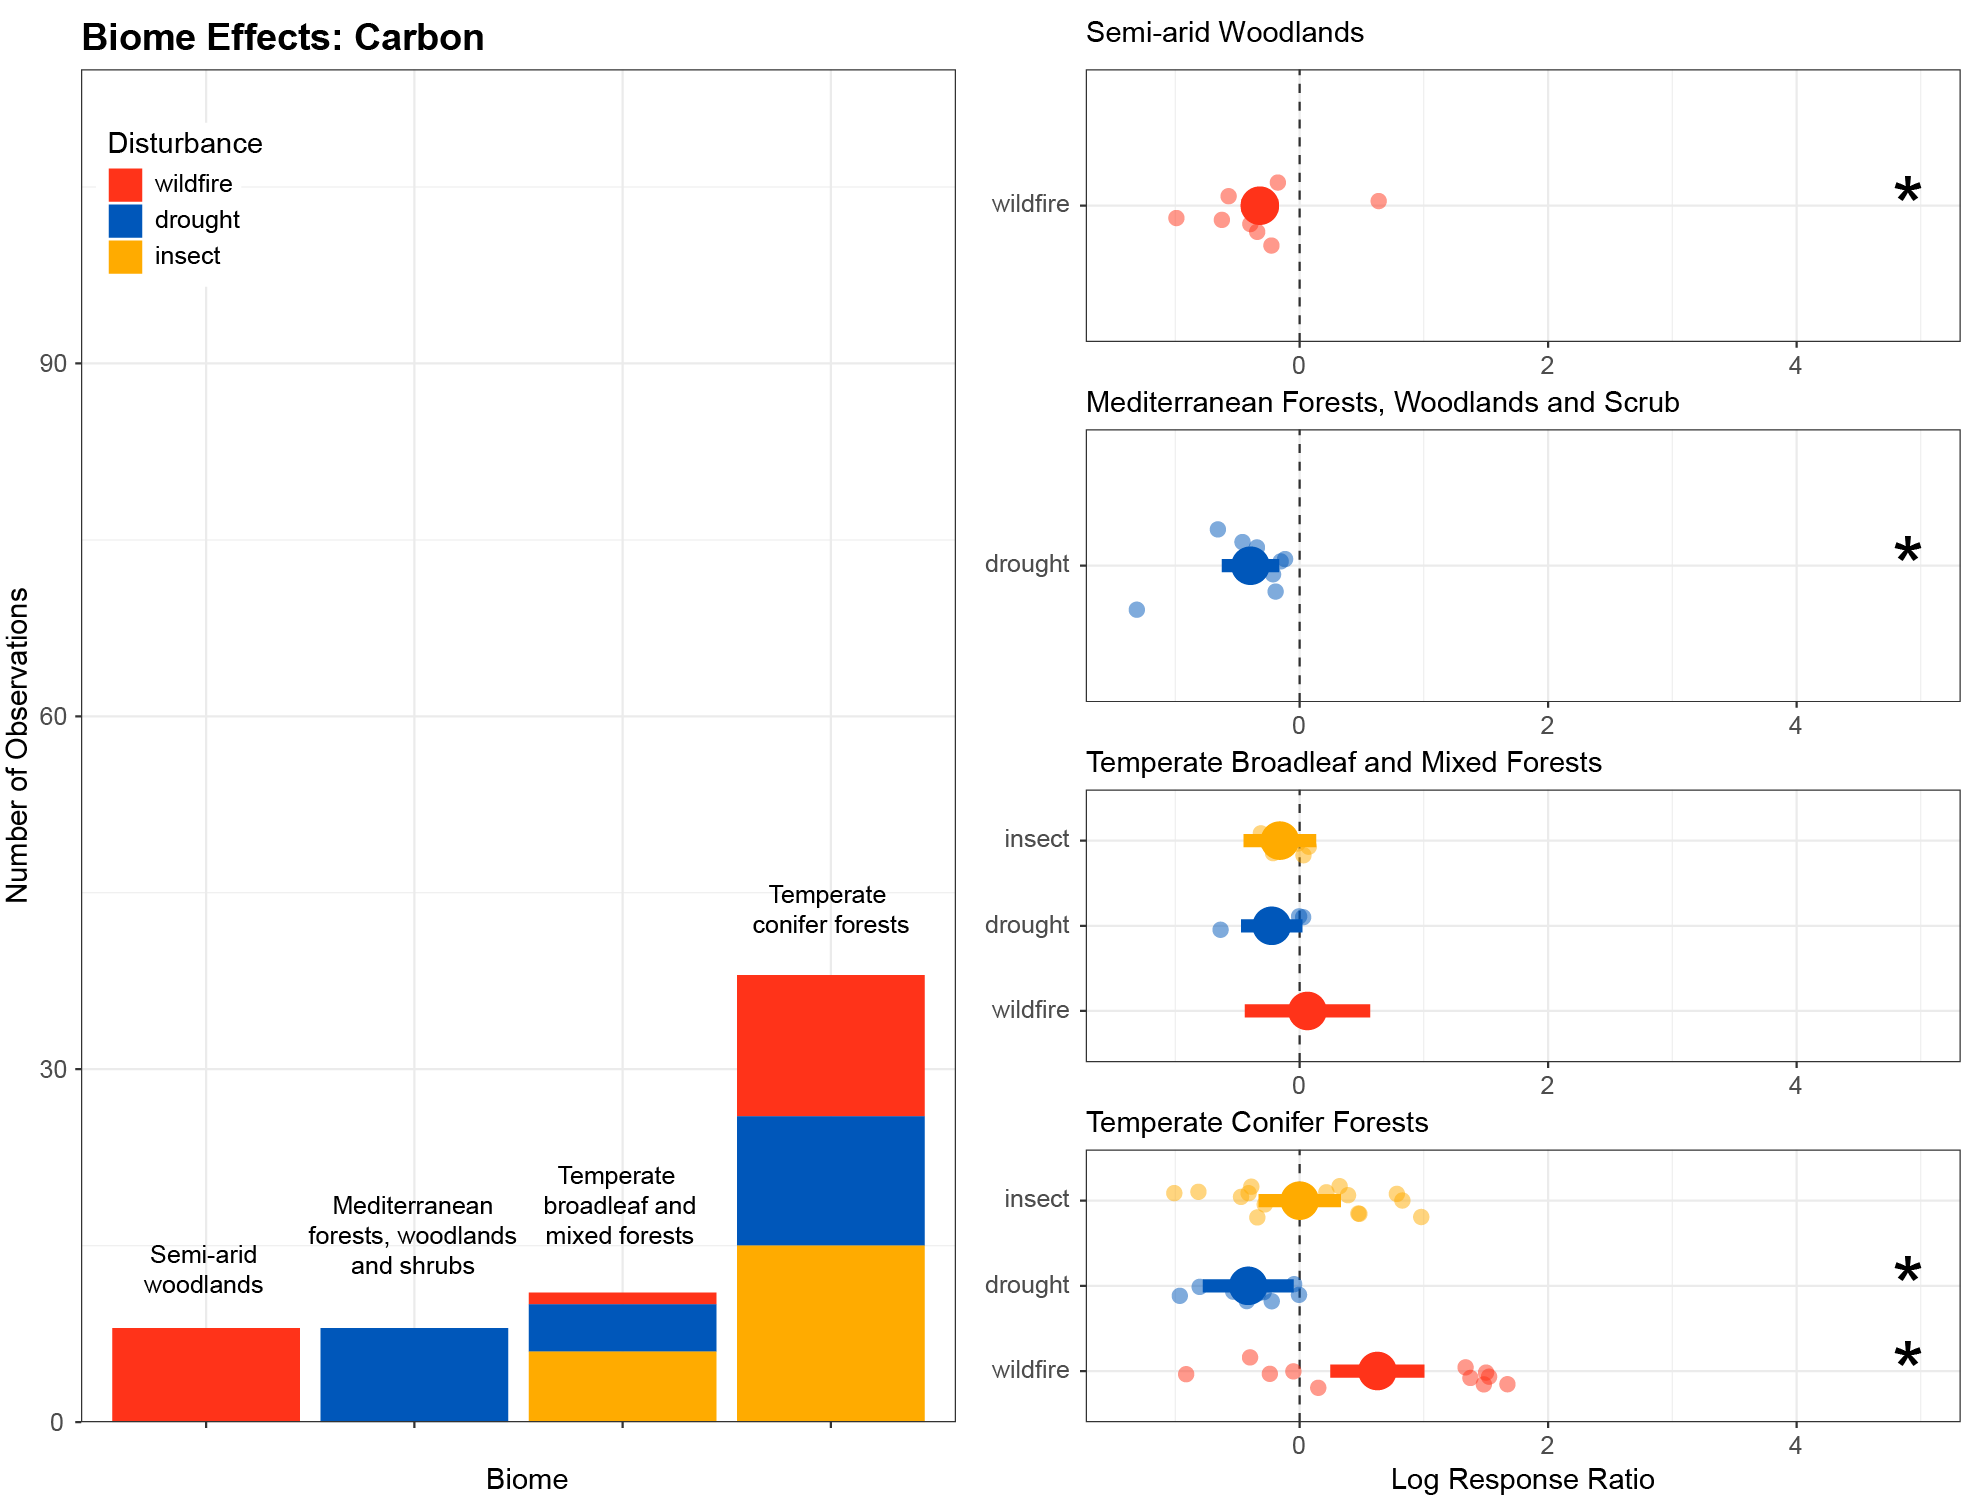 Biome Effects: Carbon
Disturbance
wildfire
drought
insect
90
60
30
0
Number of Observations
Semi-arid
woodlands
Mediterranean
forests, woodlands
and shrubs
Temperate
broadleaf and
mixed forests
Temperate
conifer forests
Biome
Semi-arid Woodlands
wildfire
*
0 2 4
Mediterranean Forests, Woodlands and Scrub
drought
*
0 2 4
Temperate Broadleaf and Mixed Forests
insect
drought
wildfire
0 2 4
Temperate Conifer Forests
insect
drought
*
wildfire
*
0 2 4
Log Response Ratio